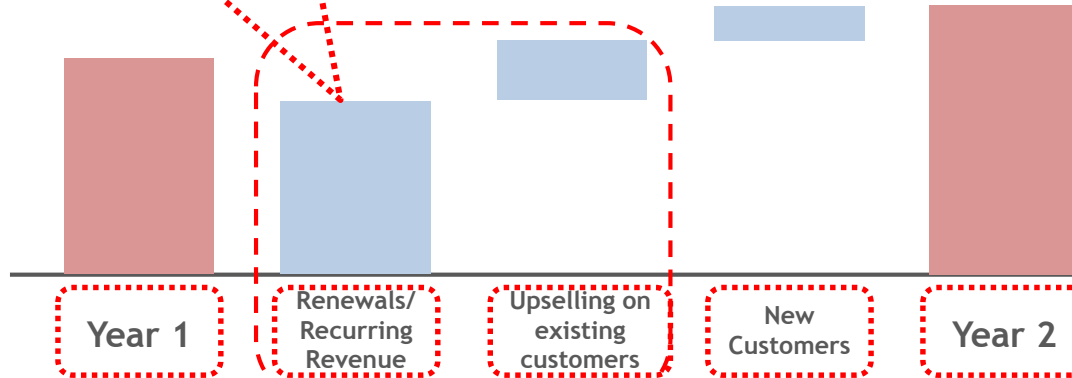 Year 1
Renewals/
Recurring
Revenue
Upselling on
existing
customers
New
Customers
Year 2